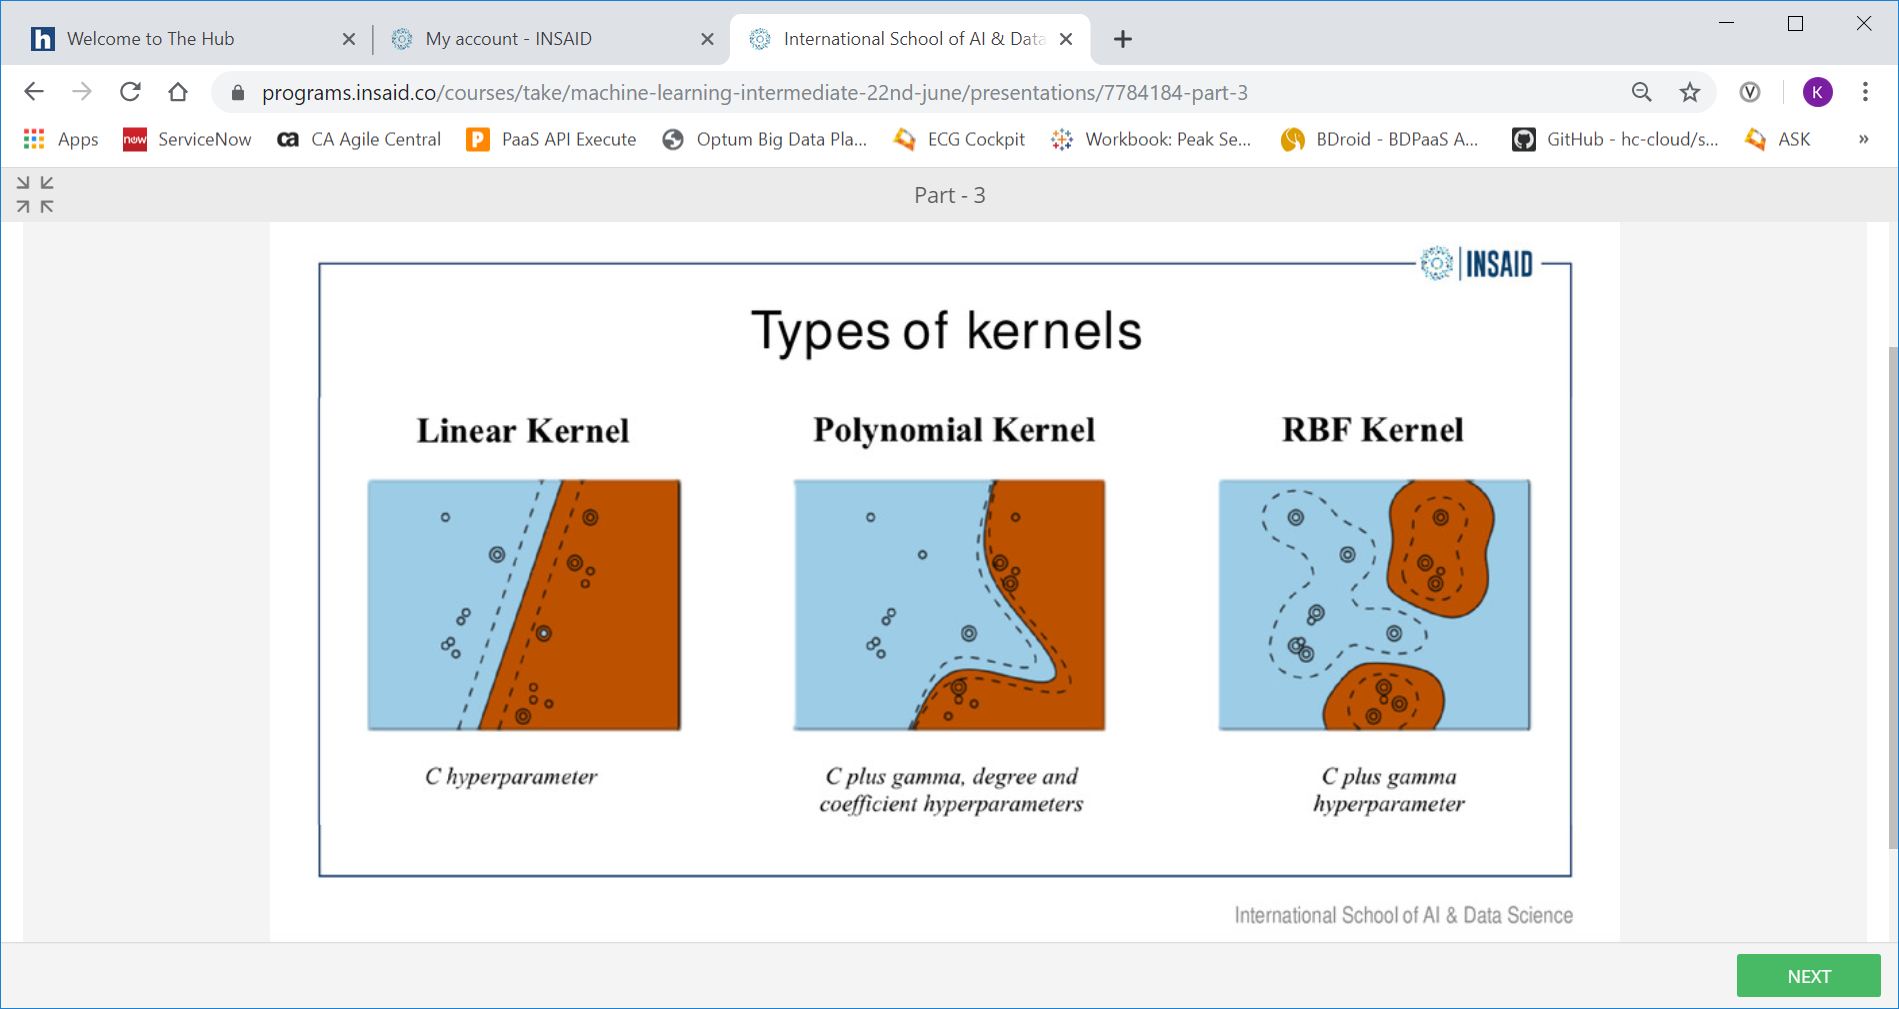 Welcome to The Hub
My account - INSAID
International School of AI & Data
programs.insaid.co/courses/take/machine-learning-intermediate-22nd-june/presentations/7784184-part-3
K
Apps
now
ServiceNow
ca
CA Agile Central
P
PaaS API Execute
Optum Big Data Pla...
ECG Cockpit
Workbook: Peak Se...
BDroid - BDPaaS A...
GitHub - hc-cloud/s...
ASK
»
Part - 3
INSAID
Types of kernels
Linear Kernel
Polynomial Kernel
RBF Kernel
C hyperparameter
C plus gamma, degree and
coefficient hyperparameters
C plus gamma
hyperparameter
International School of AI & Data Science
NEXT